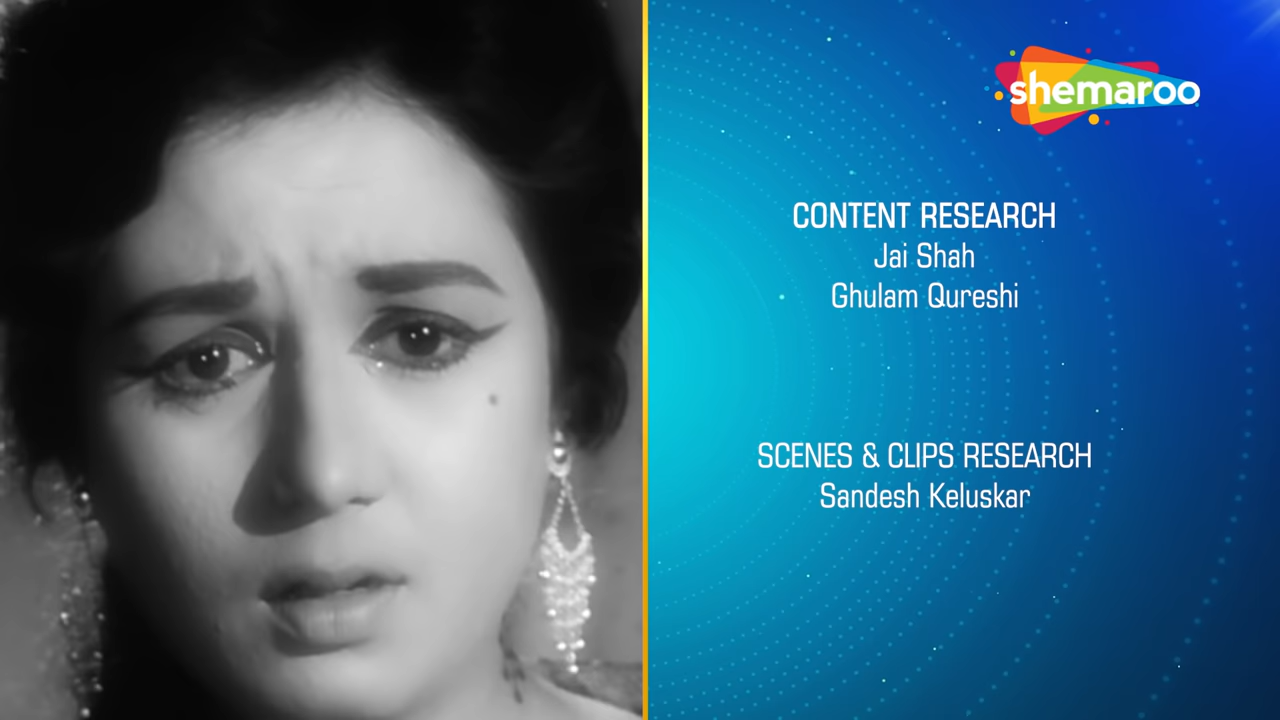 shemaroo
CONTENT RESEARCH
Jai Shah
Ghulam Qureshi
SCENES & CLIPS RESEARCH
Sandesh Keluskar